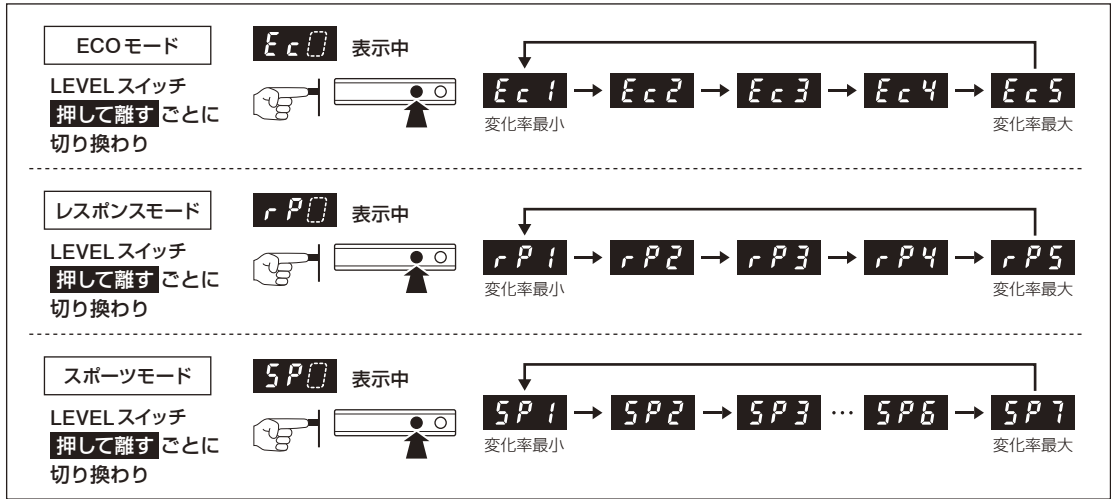 ECOモード
Ec0 表示中
LEVELスイッチ
押して離すごとに
切り換わり
Ec1 → Ec2 → Ec3 → Ec4 → Ec5
変化率最小 変化率最大
レスポンスモード
rP0 表示中
LEVELスイッチ
押して離すごとに
切り換わり
rP1 → rP2 → rP3 → rP4 → rP5
変化率最小 変化率最大
スポーツモード
SP0 表示中
LEVELスイッチ
押して離すごとに
切り換わり
SP1 → SP2 → SP3 … SP6 → SP7
変化率最小 変化率最大